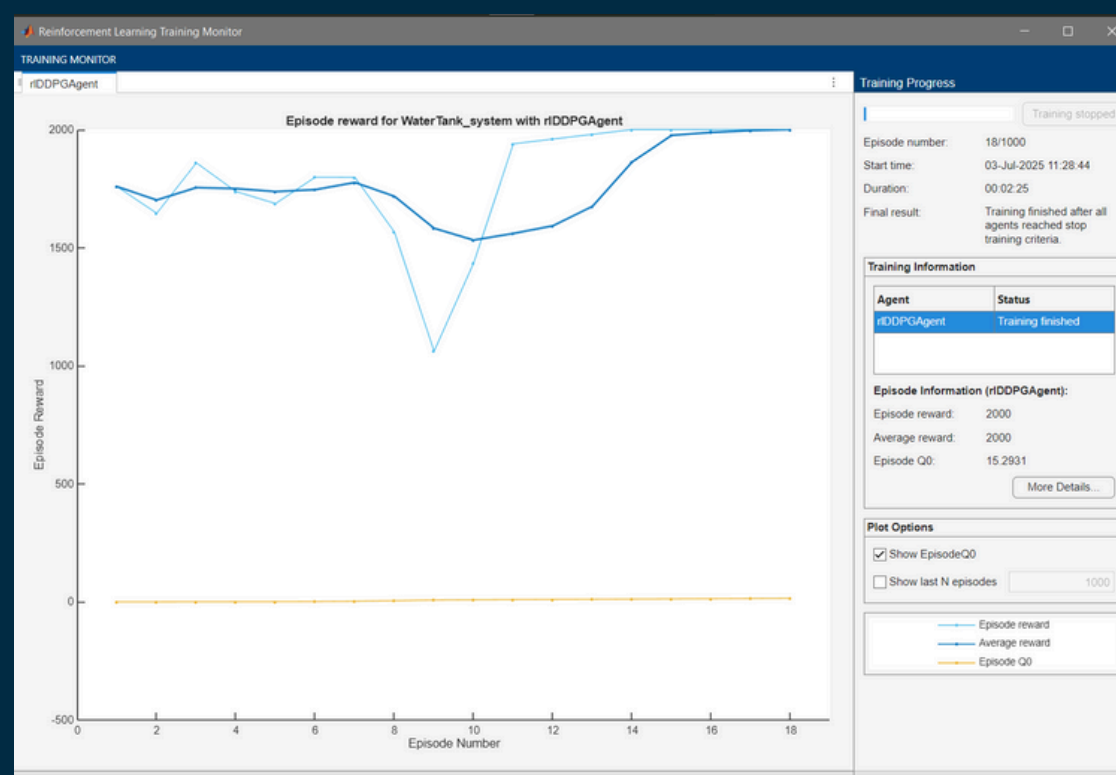 Reinforcement Learning Training Monitor
TRAINING MONITOR
rlDDPGAgent
Episode reward for WaterTank_system with rlDDPGAgent
2000
1500
1000
500
0
-500
Episode Reward
0 2 4 6 8 10 12 14 16 18
Episode Number
Training Progress
Training stopped
Episode number: 18/1000
Start time: 03-Jul-2025 11:28:44
Duration: 00:02:25
Final result: Training finished after all
agents reached stop
training criteria.
Training Information
Agent Status
rlDDPGAgent Training finished
Episode Information (rlDDPGAgent):
Episode reward: 2000
Average reward: 2000
Episode Q0: 15.2931
More Details...
Plot Options
Show EpisodeQ0
Show last N episodes 1000
Episode reward
Average reward
Episode Q0